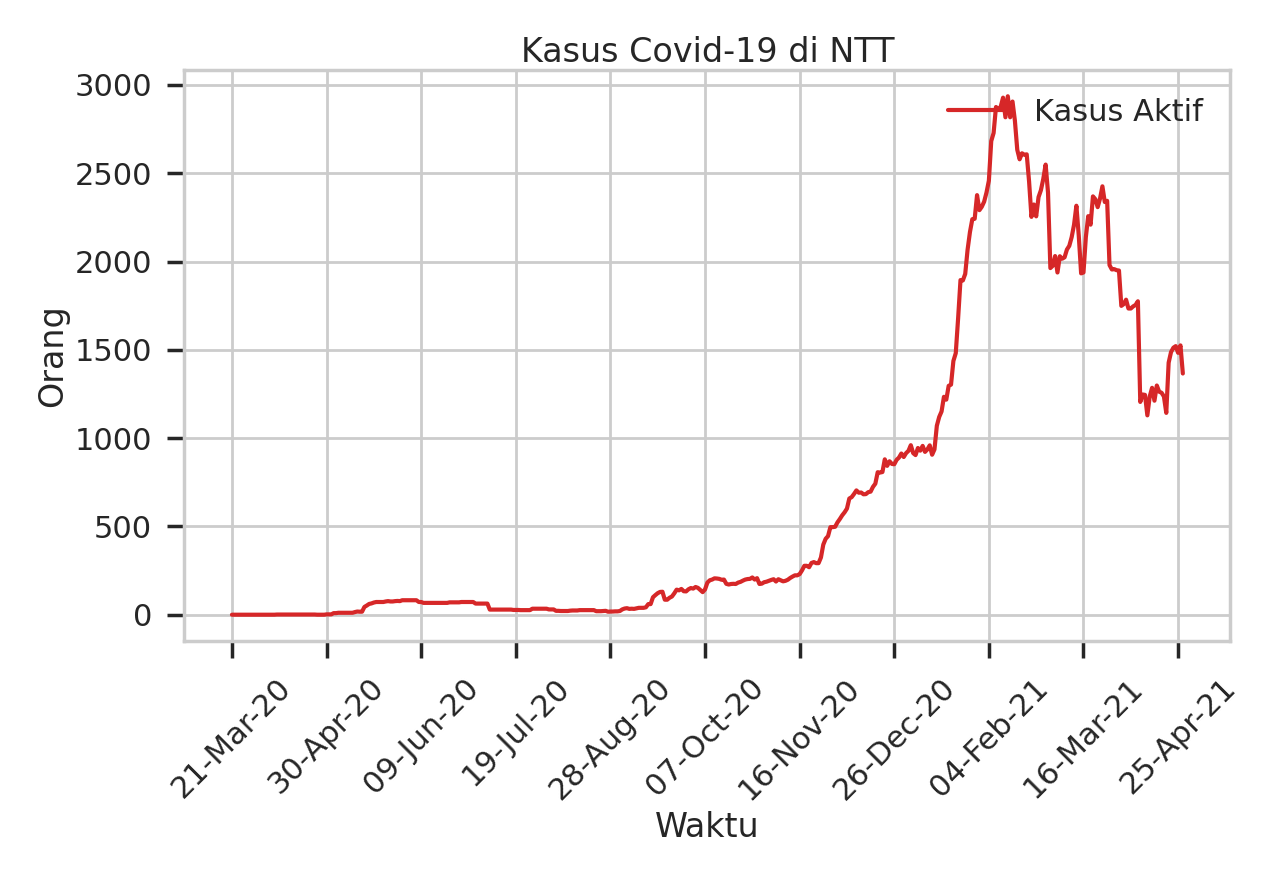 Kasus Covid-19 di NTT
3000
2500
2000
1500
1000
500
0
Orang
Kasus Aktif
21-Mar-20
30-Apr-20
09-Jun-20
19-Jul-20
28-Aug-20
07-Oct-20
16-Nov-20
26-Dec-20
04-Feb-21
16-Mar-21
25-Apr-21
Waktu